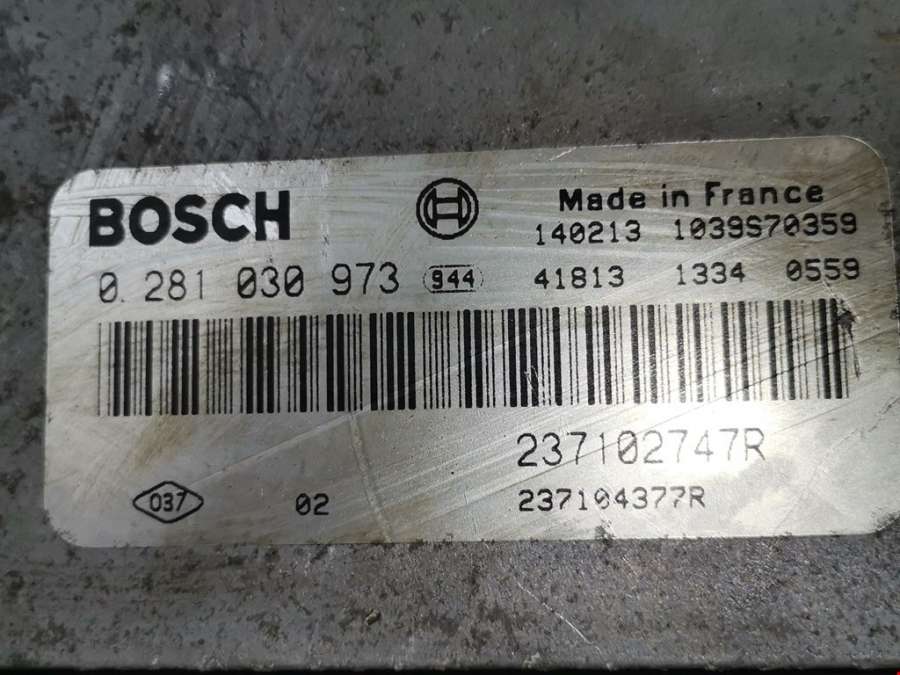 BOSCH
Made in France
140213 1039S70359
0 281 030 973 944 41813 1334 0559
237102747R
037 02 237104377R